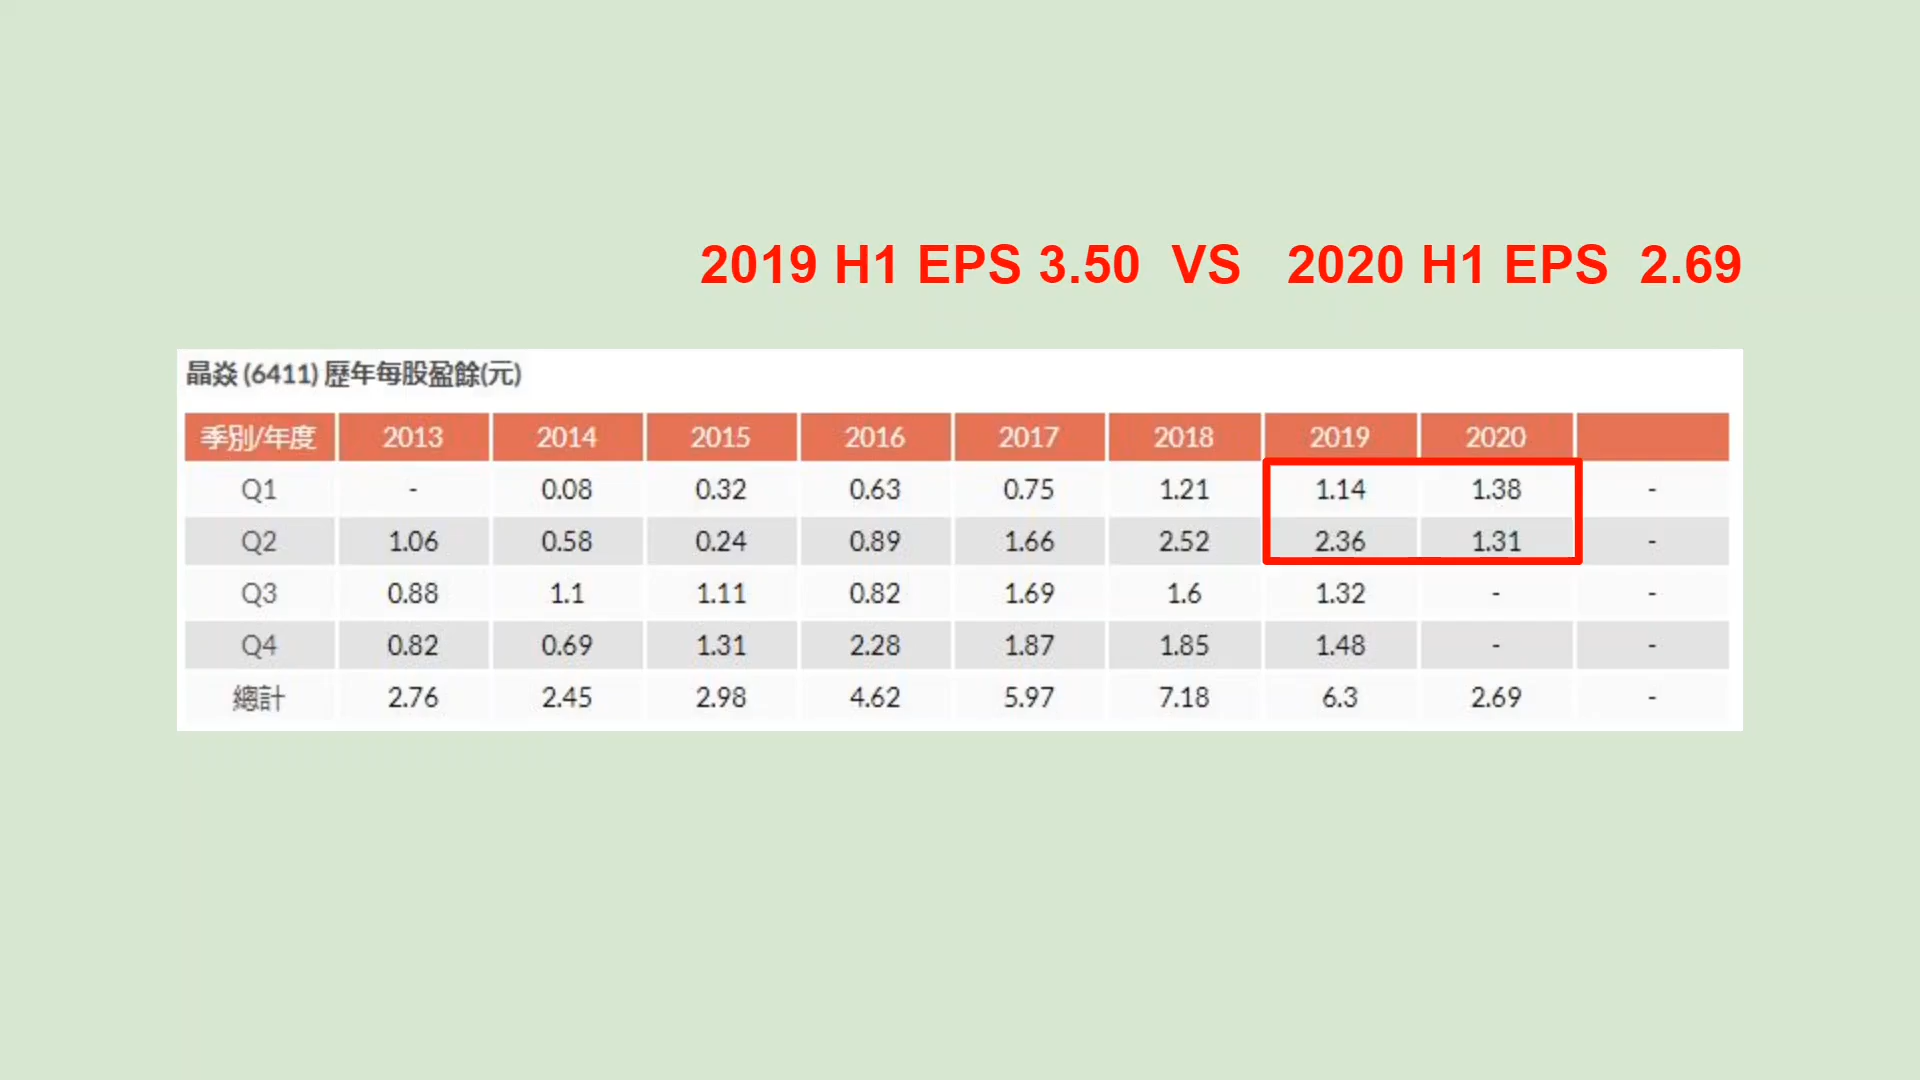 2019 H1 EPS 3.50 VS 2020 H1 EPS 2.69
晶焱 (6411) 歷年每股盈餘(元)
季別/年度 2013 2014 2015 2016 2017 2018 2019 2020
Q1 - 0.08 0.32 0.63 0.75 1.21 1.14 1.38 -
Q2 1.06 0.58 0.24 0.89 1.66 2.52 2.36 1.31 -
Q3 0.88 1.1 1.11 0.82 1.69 1.6 1.32 - -
Q4 0.82 0.69 1.31 2.28 1.87 1.85 1.48 - -
總計 2.76 2.45 2.98 4.62 5.97 7.18 6.3 2.69 -